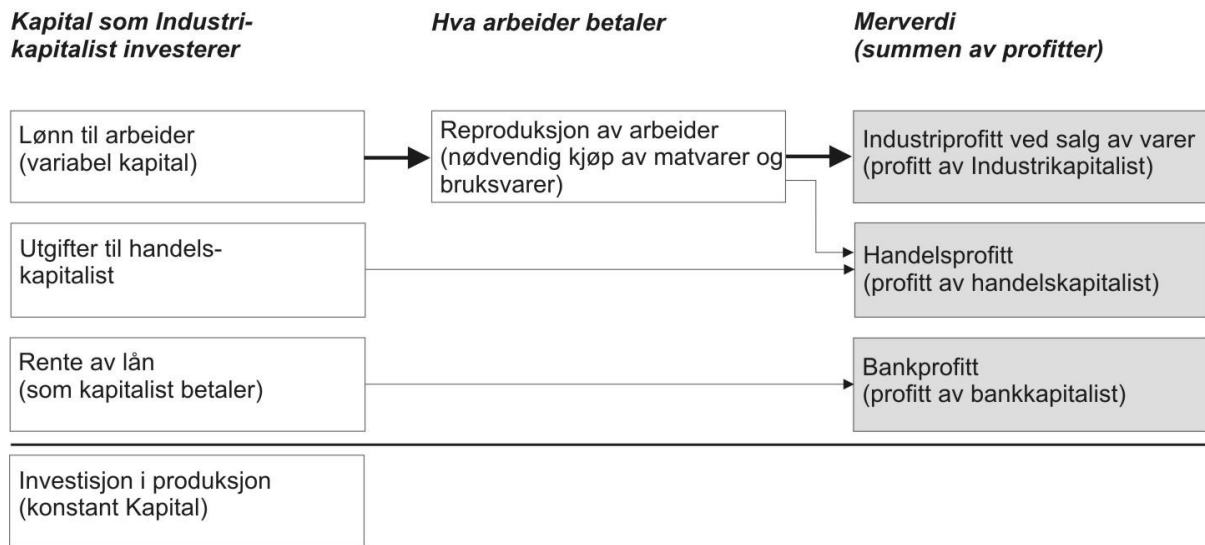 Kapital som Industri-
kapitalist investerer
Hva arbeider betaler
Merverdi
(summen av profitter)
Lønn til arbeider
(variabel kapital)
Reproduksjon av arbeider
(nødvendig kjøp av matvarer og
bruksvarer)
Industriprofitt ved salg av varer
(profitt av Industrikapitalist)
Utgifter til handels-
kapitalist
Handelsprofitt
(profitt av handelskapitalist)
Rente av lån
(som kapitalist betaler)
Bankprofitt
(profitt av bankkapitalist)
Investisjon i produksjon
(konstant Kapital)